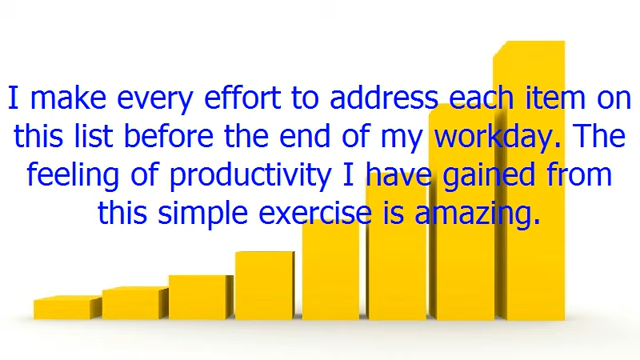 I make every effort to address each item on
this list before the end of my workday. The
feeling of productivity I have gained from
this simple exercise is amazing.